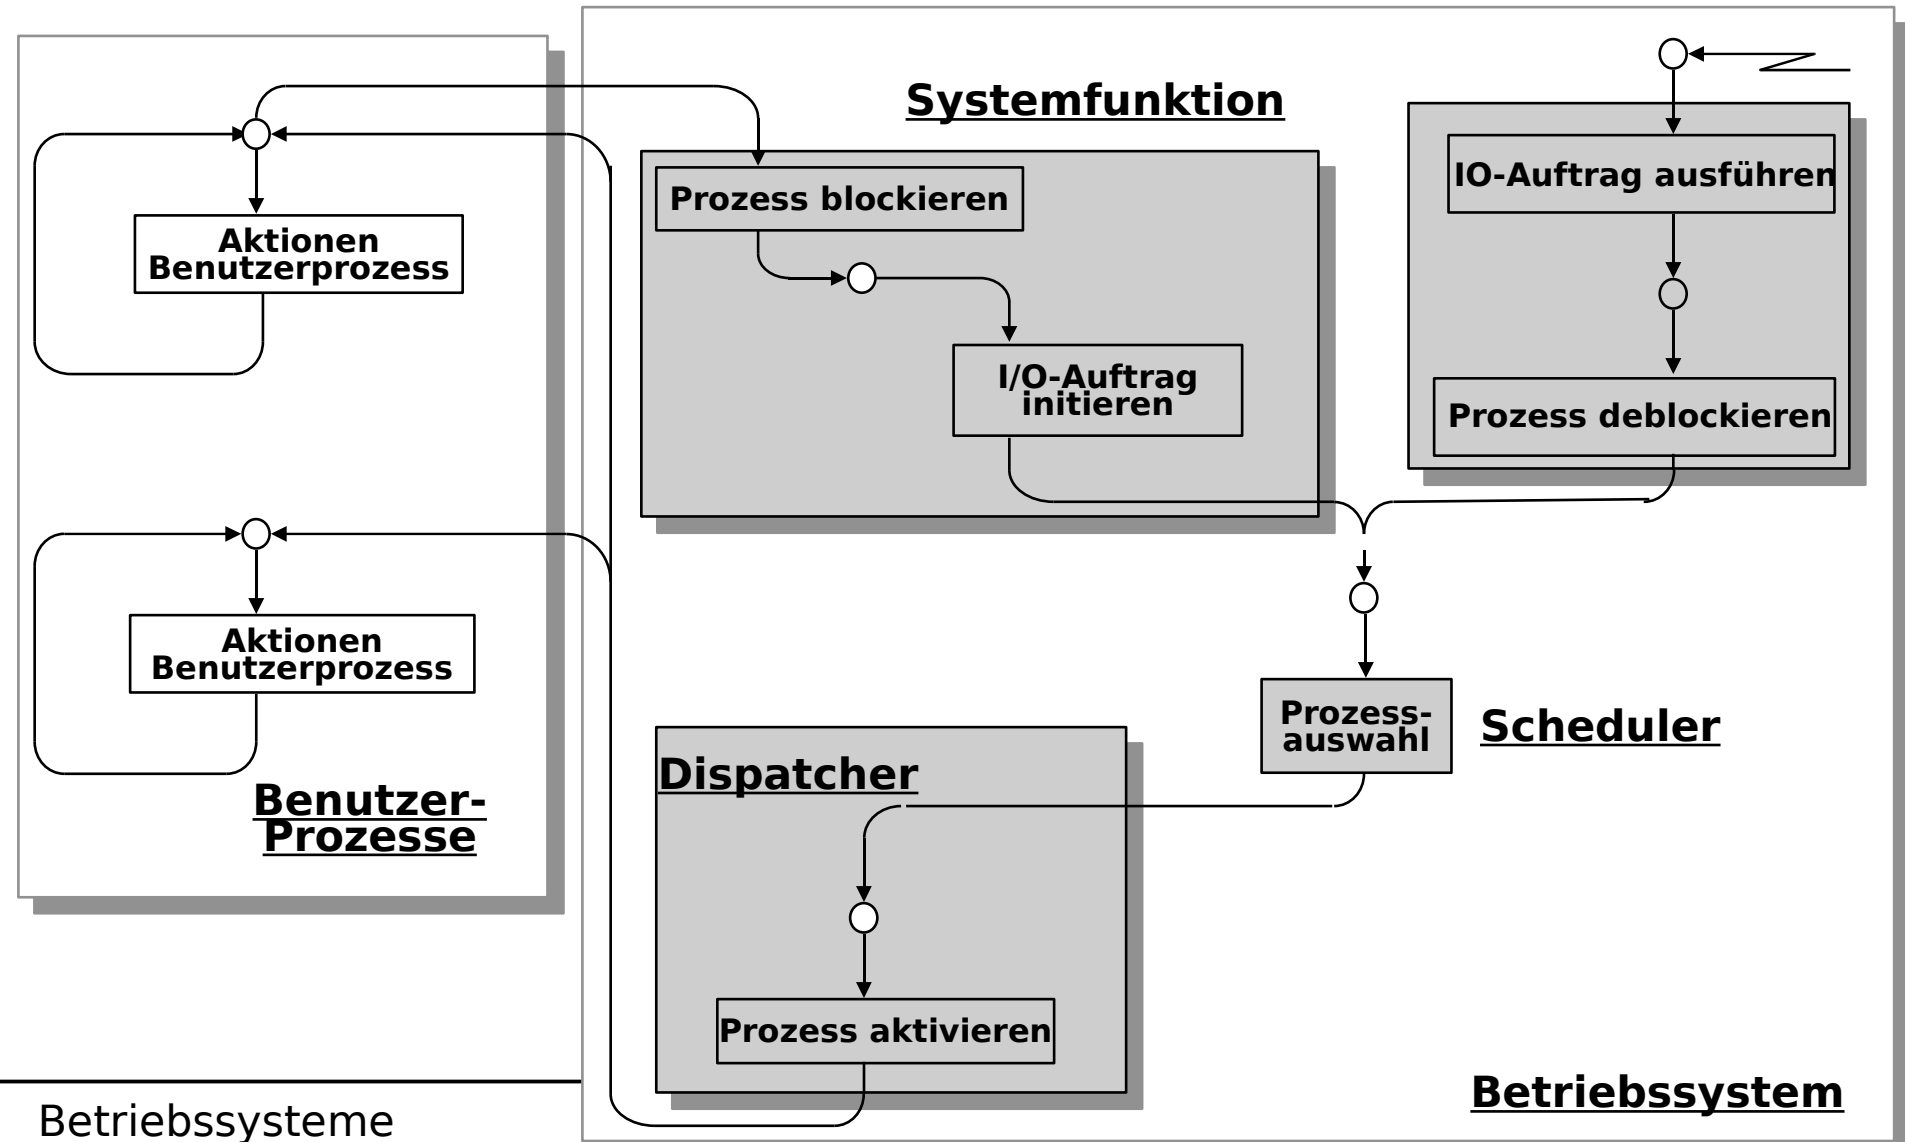 Systemfunktion
IO-Auftrag ausführen
Prozess blockieren
Aktionen
Benutzerprozess
I/O-Auftrag
initieren
Prozess deblockieren
Aktionen
Benutzerprozess
Prozess-
auswahl
Scheduler
Dispatcher
Benutzer-
Prozesse
Prozess aktivieren
Betriebssystem
Betriebssysteme